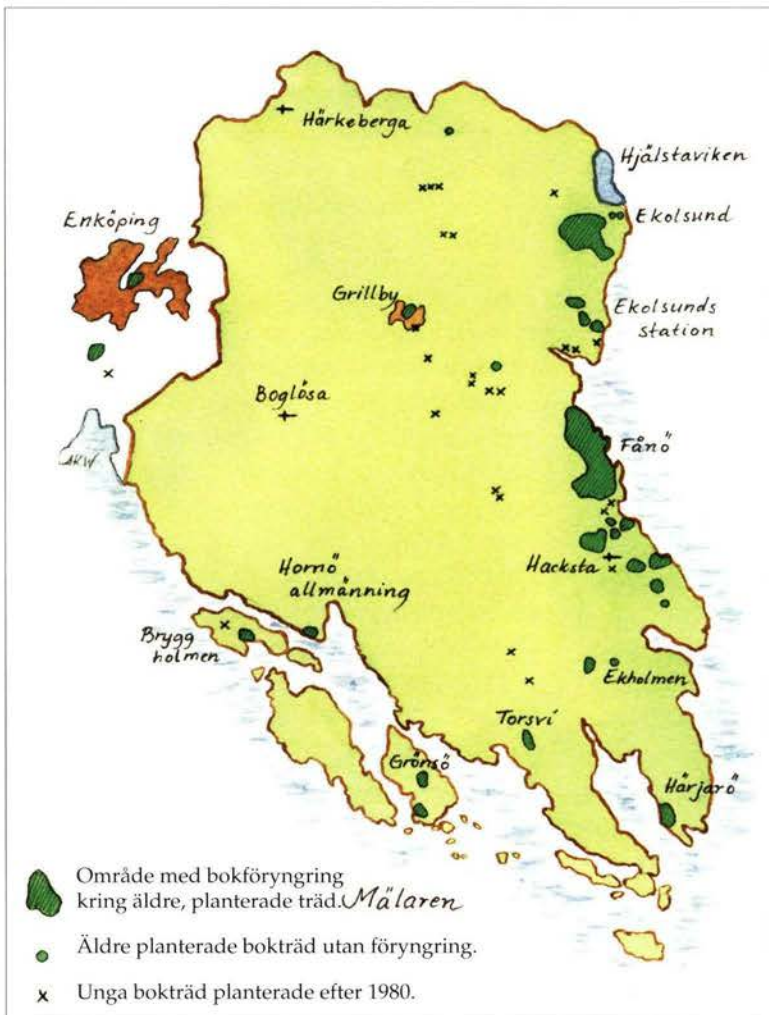 Härkeberga
Hjälstaviken
Ekolsund
Enköping
Grillby
Ekolsunds
station
Boglösa
Fånö
AKW
Hacksta
Hornö
allmänning
Brygg
holmen
Ekholmen
Torsvi
Grönsö
Härjarö
Område med bokföryngring
kring äldre, planterade träd. Mälaren
Äldre planterade bokträd utan föryngring.
x Unga bokträd planterade efter 1980.